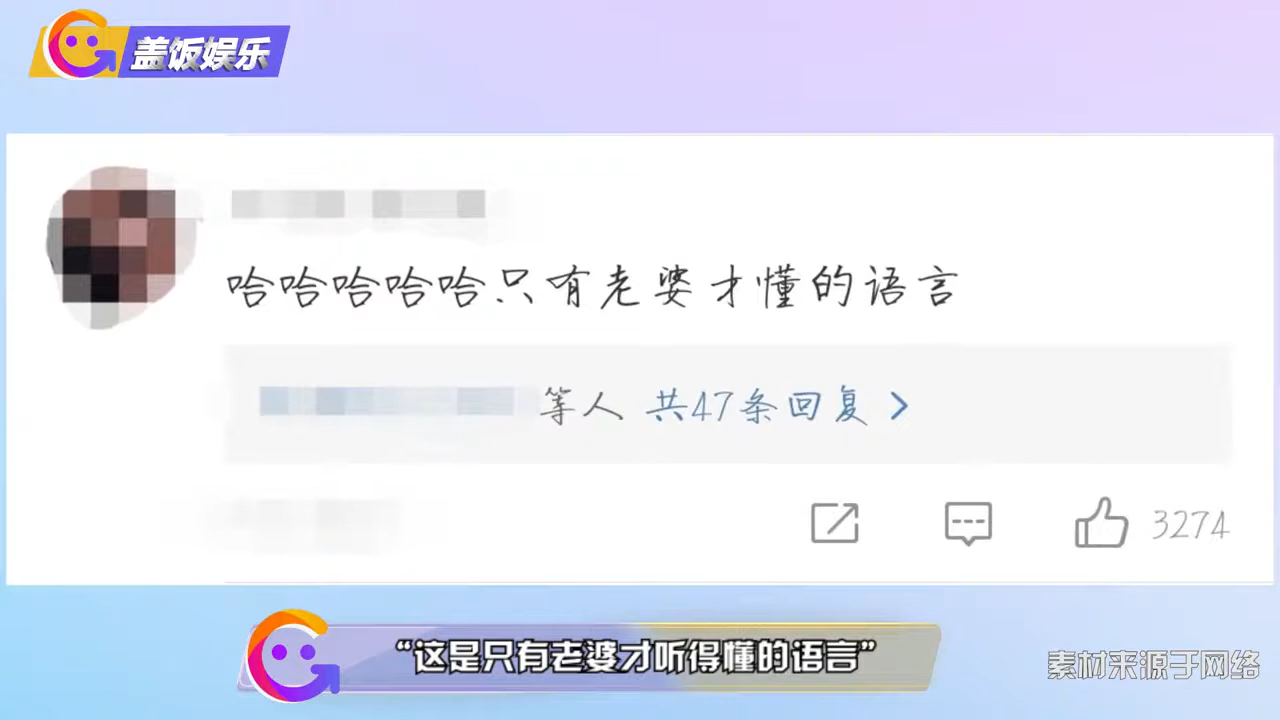 盖饭娱乐
哈哈哈哈哈只有老婆才懂的语言
等人 共47条回复
3274
“这是只有老婆才听得懂的语言”
素材来源于网络